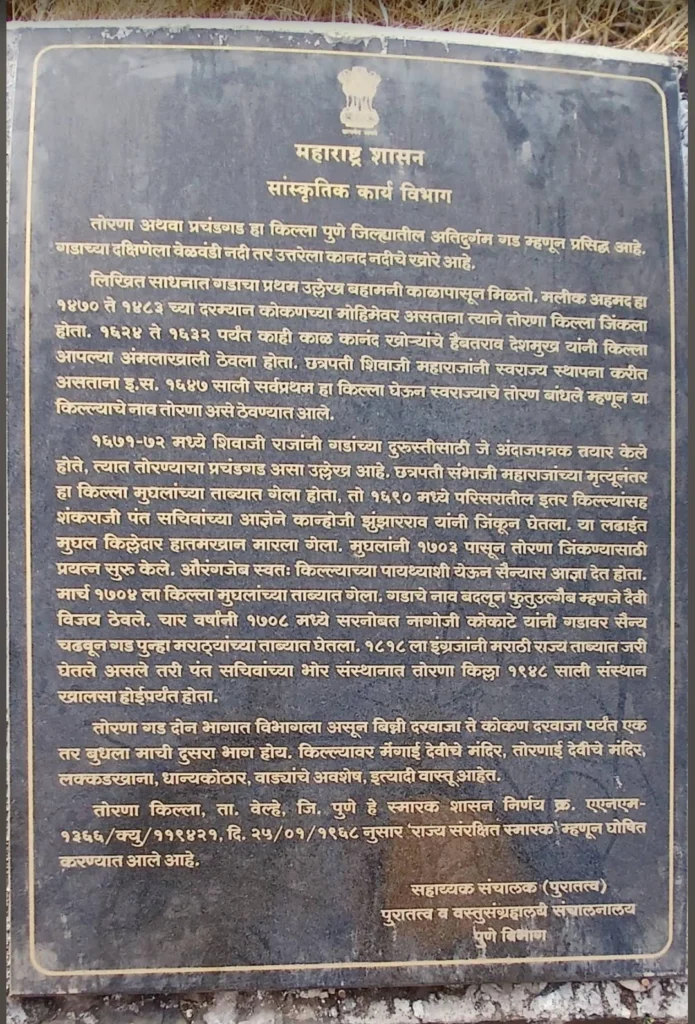 महाराष्ट्र शासन
सांस्कृतिक कार्य विभाग
तोरणा अथवा प्रचंडगड हा किल्ला पुणे जिल्ह्यातील अतिदुर्गम गड म्हणून प्रसिद्ध आहे.
गडाच्या दक्षिणेला वेळवंडी नदी तर उत्तरेला कानद नदीचे खोरे आहे.
लिखित साधनात गडाचा प्रथम उल्लेख बहामनी काळापासून मिळतो. मलीक अहमद हा
१४७० ते १४८३ च्या दरम्यान कोकणच्या मोहिमेवर असताना त्याने तोरणा किल्ला जिंकला
होता. १६२४ ते १६३२ पर्यंत काही काळ कानंद खोऱ्यांचे हैबतराव देशमुख यांनी किल्ला
आपल्या अंमलाखाली ठेवला होता. छत्रपती शिवाजी महाराजांनी स्वराज्य स्थापना करीत
असताना इ.स. १६४७ साली सर्वप्रथम हा किल्ला घेऊन स्वराज्याचे तोरण बांधले म्हणून या
किल्ल्याचे नाव तोरणा असे ठेवण्यात आले.
१६७१-७२ मध्ये शिवाजी राजांनी गडांच्या दुरुस्तीसाठी जे अंदाजपत्रक तयार केले
होते, त्यात तोरण्याचा प्रचंडगड असा उल्लेख आहे. छत्रपती संभाजी महाराजांच्या मृत्यूनंतर
हा किल्ला मुघलांच्या ताब्यात गेला होता, तो १६९० मध्ये परिसरातील इतर किल्ल्यांसह
शंकराजी पंत सचिवांच्या आज्ञेने कान्होजी झुंझारराव यांनी जिंकून घेतला. या लढाईत
मुघल किल्लेदार हातमखान मारला गेला. मुघलांनी १७०३ पासून तोरणा जिंकण्यासाठी
प्रयत्न सुरु केले. औरंगजेब स्वतः किल्ल्याच्या पायथ्याशी येऊन सैन्यास आज्ञा देत होता.
मार्च १७०४ ला किल्ला मुघलांच्या ताब्यात गेला. गडाचे नाव बदलून फुतुउल्गैब म्हणजे दैवी
विजय ठेवले. चार वर्षांनी १७०८ मध्ये सरनोबत नागोजी कोकाटे यांनी गडावर सैन्य
चढवून गड पुन्हा मराठ्यांच्या ताब्यात घेतला. १८१८ ला इंग्रजांनी मराठी राज्य ताब्यात जरी
घेतले असले तरी पंत सचिवांच्या भोर संस्थानात तोरणा किल्ला १९४८ साली संस्थान
खालसा होईपर्यंत होता.
तोरणा गड दोन भागात विभागला असून बिन्नी दरवाजा ते कोकण दरवाजा पर्यंत एक
तर बुधला माची दुसरा भाग होय. किल्ल्यावर मेंगाई देवीचे मंदिर, तोरणाई देवीचे मंदिर,
लक्कडखाना, धान्यकोठार, वाड्यांचे अवशेष, इत्यादी वास्तू आहेत.
तोरणा किल्ला, ता. वेल्हे, जि. पुणे हे स्मारक शासन निर्णय क्र. एएनएम-
१३६६/क्यु/११९४२१, दि. २५/०१/१९६८ नुसार 'राज्य संरक्षित स्मारक' म्हणून घोषित
करण्यात आले आहे.
सहाय्यक संचालक (पुरातत्व)
पुरातत्व व वस्तुसंग्रहालये संचालनालय
पुणे विभाग